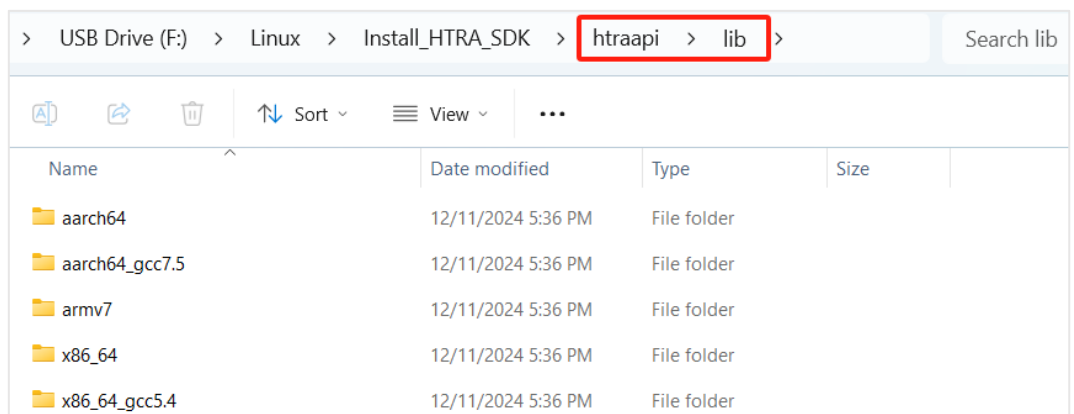 > USB Drive (F:) > Linux > Install_HTRA_SDK > htraapi > lib > Search lib
Sort View ...
Name Date modified Type Size
aarch64 12/11/2024 5:36 PM File folder
aarch64_gcc7.5 12/11/2024 5:36 PM File folder
armv7 12/11/2024 5:36 PM File folder
x86_64 12/11/2024 5:36 PM File folder
x86_64_gcc5.4 12/11/2024 5:36 PM File folder